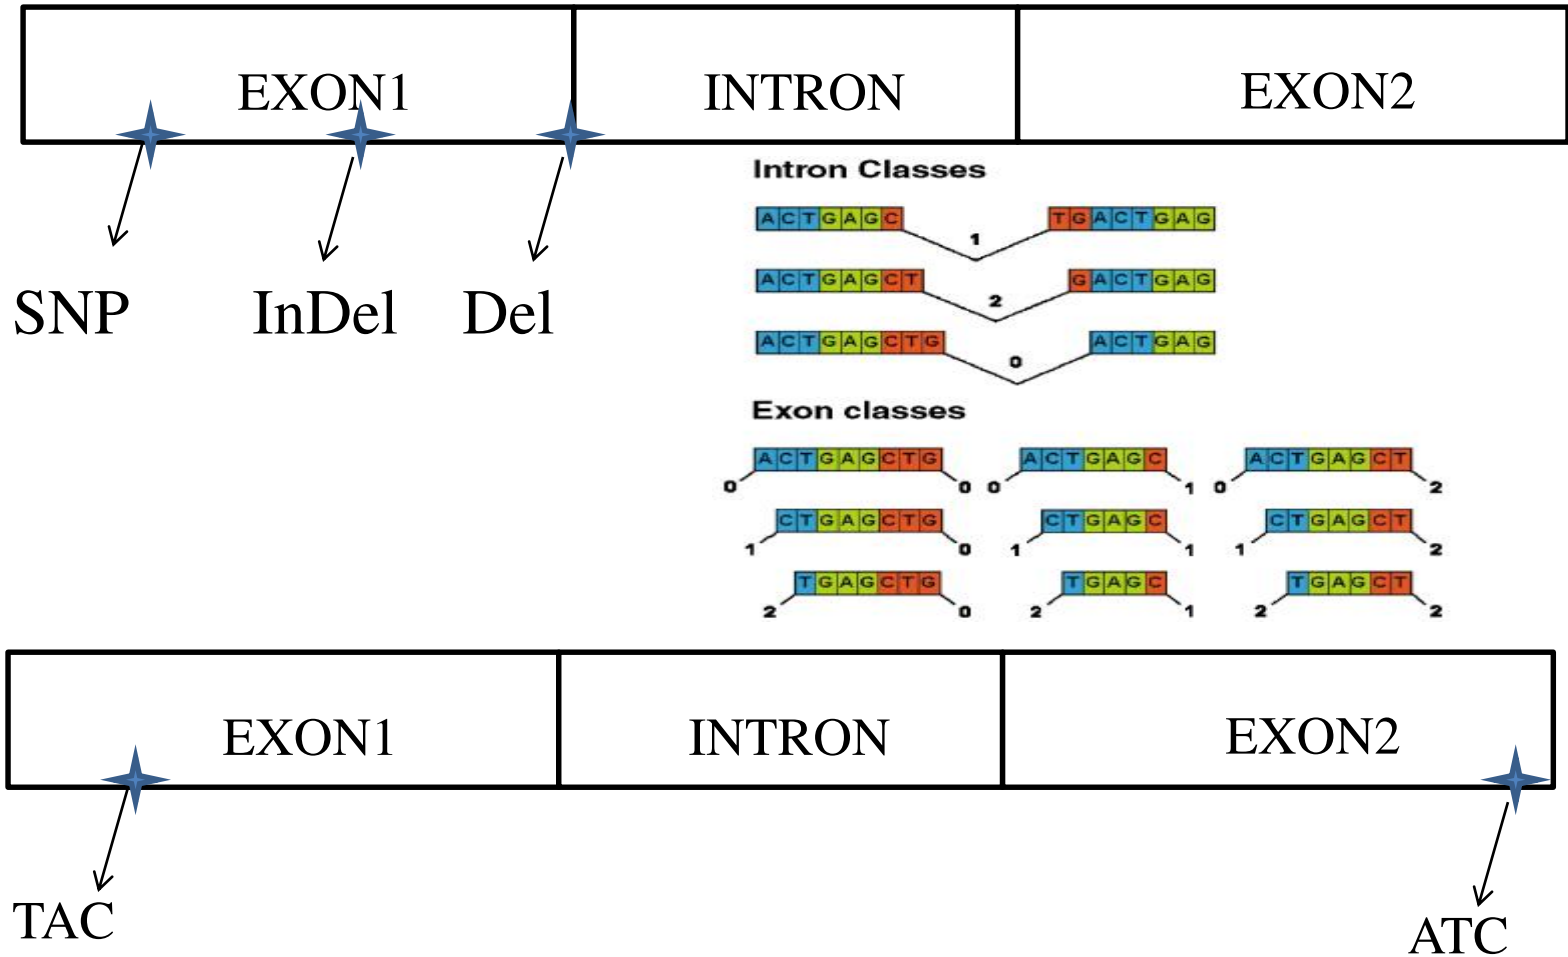 EXON1 INTRON EXON2
SNP InDel Del
Intron Classes
ACTGAGC 1 TGACTGAG
ACTGAGCT 2 GACTGAG
ACTGAGCTG 0 ACTGAG
Exon classes
0 ACTGAGCTG 0 0 ACTGAGC 1 0 ACTGAGCT 2
1 CTGAGCTG 0 1 CTGAGC 1 1 CTGAGCT 2
2 TGAGCTG 0 2 TGAGC 1 2 TGAGCT 2
EXON1 INTRON EXON2
TAC ATC